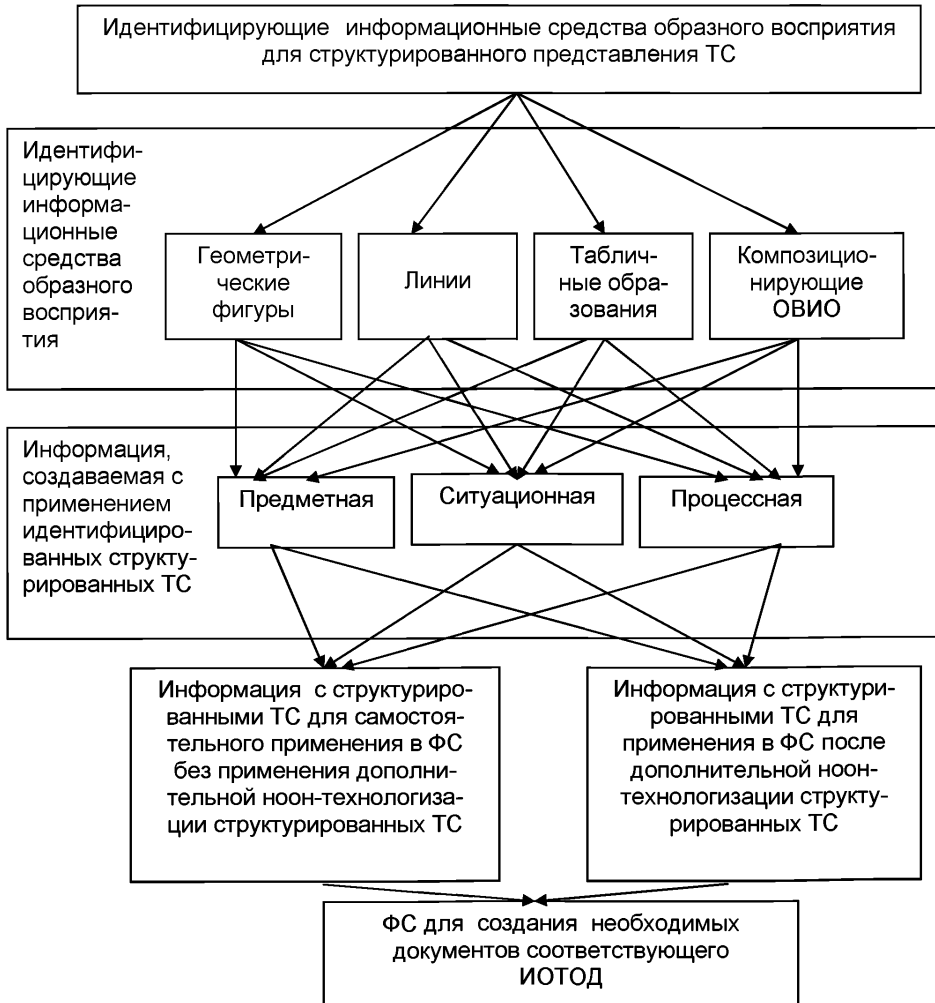 Идентифицирующие информационные средства образного восприятия
для структурированного представления ТС
Идентифи-
цирующие
информа-
ционные
средства
образного
восприя-
тия
Геометри-
ческие
фигуры
Линии
Таблич-
ные обра-
зования
Композицио-
нирующие
ОВИО
Информация,
создаваемая с
применением
идентифициро-
ванных структу-
рированных ТС
Предметная
Ситуационная
Процессная
Информация с структуриро-
ванными ТС для самостоя-
тельного применения в ФС
без применения дополни-
тельной ноон-технологиза-
ции структурированных ТС
Информация с структури-
рованными ТС для
применения в ФС после
дополнительной ноон-
технологизации структу-
рированных ТС
ФС для создания необходимых
документов соответствующего
ИОТОД